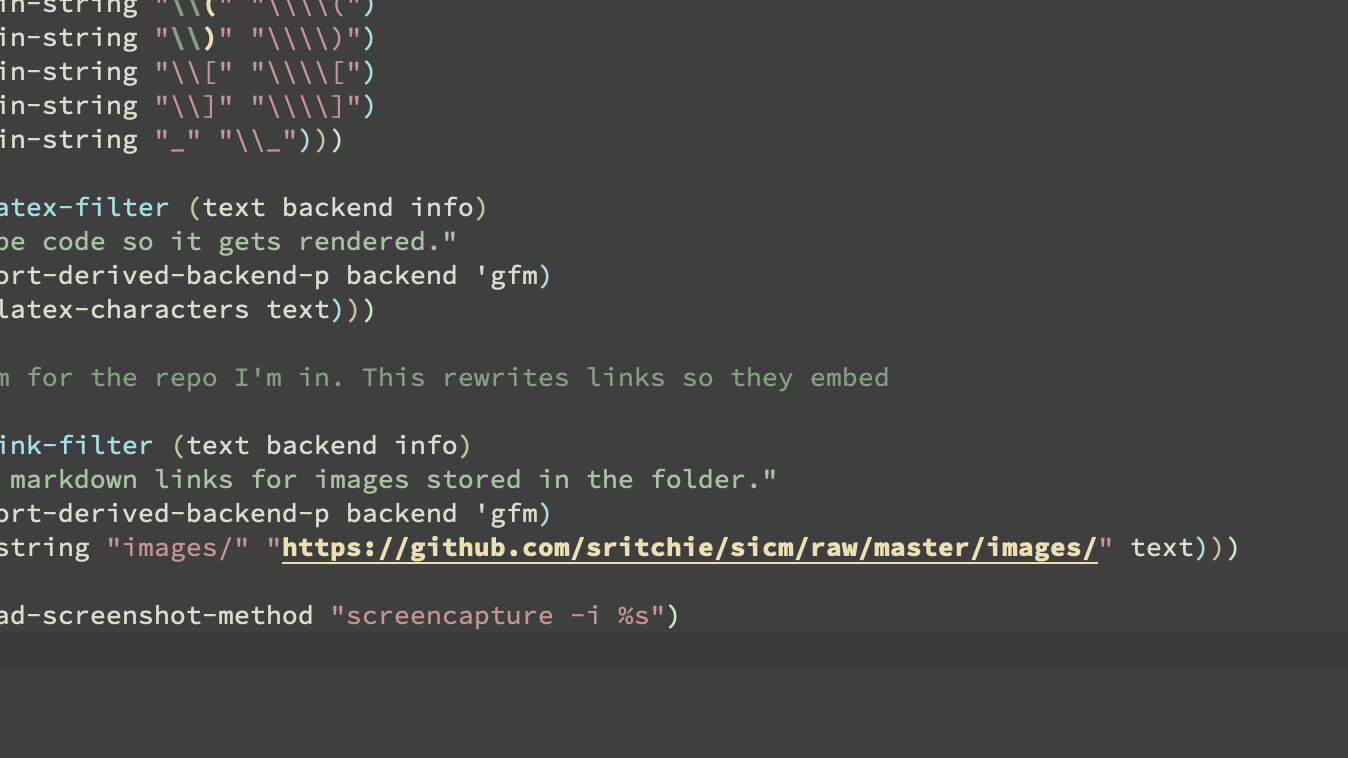 in-string "\\(" "\\\\(")
in-string "\\)" "\\\\)")
in-string "\\[" "\\\\[")
in-string "\\]" "\\\\]")
in-string "_" "\\_")))
atex-filter (text backend info)
be code so it gets rendered."
ort-derived-backend-p backend 'gfm)
latex-characters text)))
m for the repo I'm in. This rewrites links so they embed
ink-filter (text backend info)
markdown links for images stored in the folder."
ort-derived-backend-p backend 'gfm)
string "images/" "https://github.com/sritchie/sicm/raw/master/images/" text)))
ad-screenshot-method "screencapture -i %s")